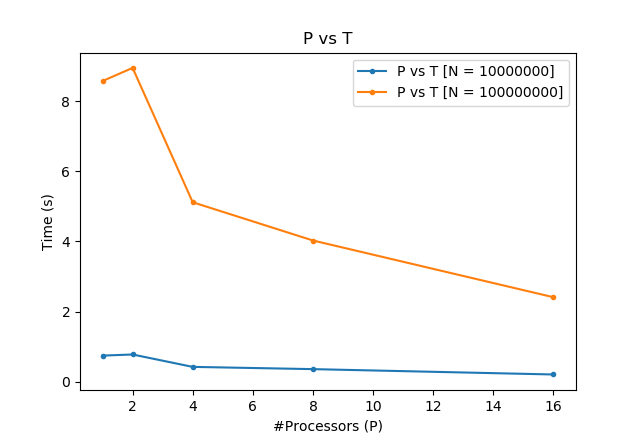 P vs T
P vs T [N = 10000000]
P vs T [N = 100000000]
Time (s)
8
6
4
2
0
2 4 6 8 10 12 14 16
#Processors (P)